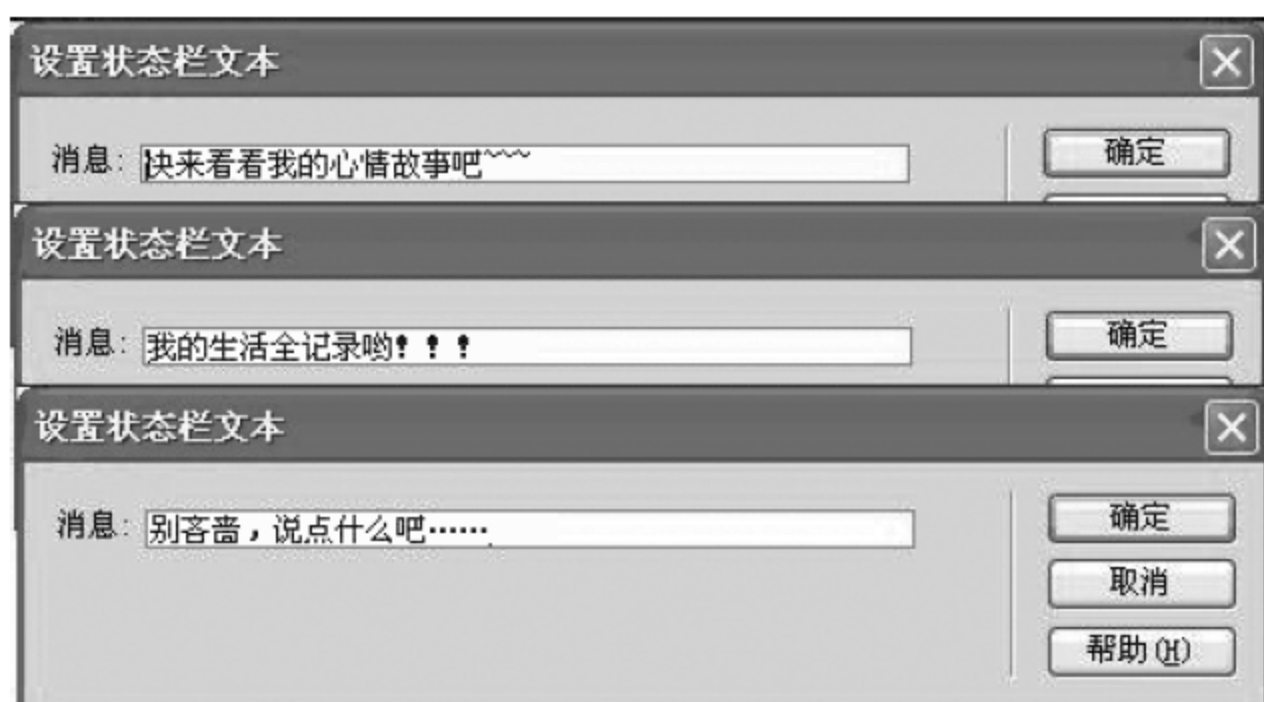 设置状态栏文本
消息: 快来看看我的心情故事吧~~~
确定
设置状态栏文本
消息: 我的生活全记录哟!!!
确定
设置状态栏文本
消息: 别吝啬,说点什么吧……
确定
取消
帮助(H)